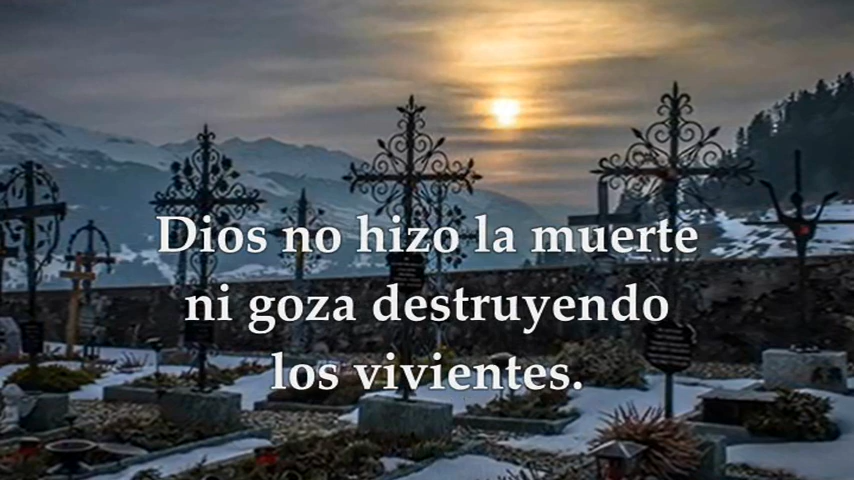 Dios no hizo la muerte
ni goza destruyendo
los vivientes.